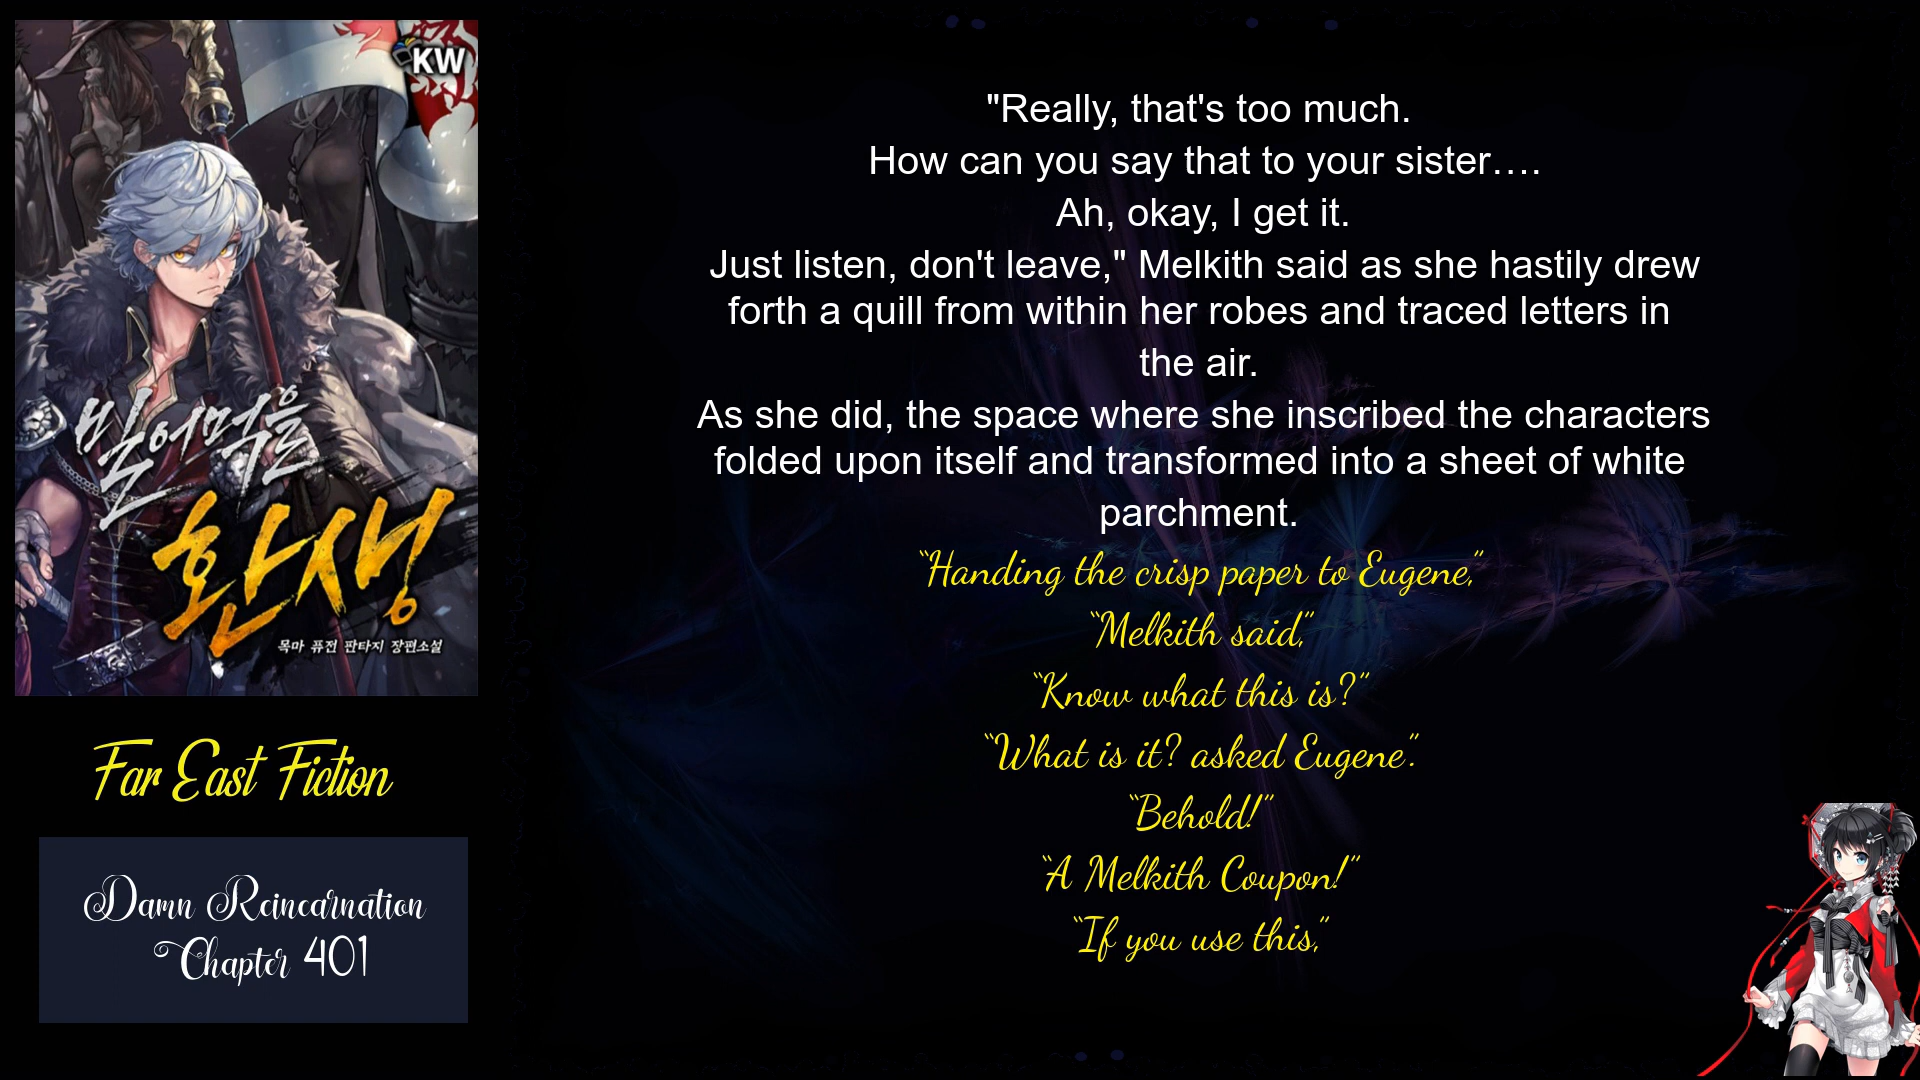 KW
빌어먹을
환생
목마 퓨전 판타지 장편소설
Far East Fiction
Damn Reincarnation
Chapter 401
"Really, that's too much.
How can you say that to your sister….
Ah, okay, I get it.
Just listen, don't leave," Melkith said as she hastily drew
forth a quill from within her robes and traced letters in
the air.
As she did, the space where she inscribed the characters
folded upon itself and transformed into a sheet of white
parchment.
“Handing the crisp paper to Eugene,”
“Melkith said,”
“Know what this is?”
“What is it? asked Eugene”.
“Behold!”
“A Melkith Coupon!”
“If you use this,”